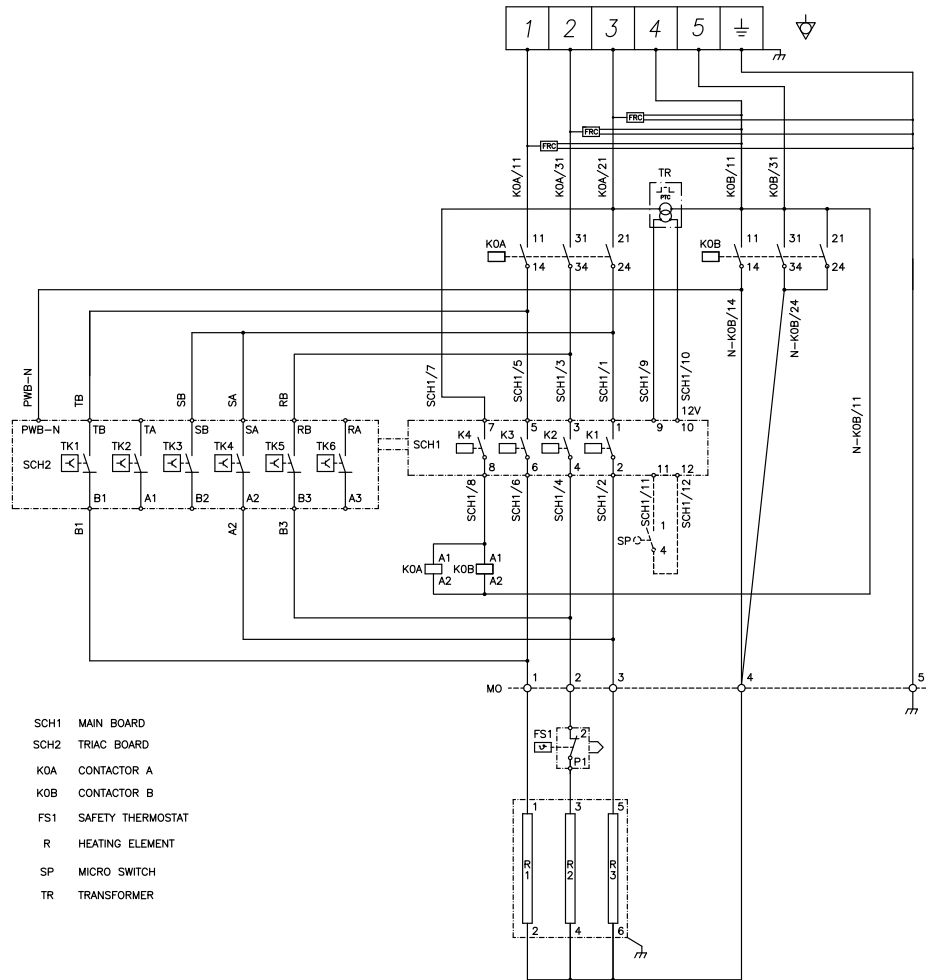 1 2 3 4 5
FRC
FRC
FRC
K0A/11
K0A/31
K0A/21
TR
PTC
K0B/11
K0B/31
K0A
11 31 21
14 34 24
K0B
11 31 21
14 34 24
N-K0B/14
N-K0B/24
N-K0B/11
PWB-N
TB
SB
SA
RB
SCH1/7
SCH1/5
SCH1/3
SCH1/1
SCH1/9
SCH1/10
12V
PWB-N TB TA SB SA RB RA
SCH2
TK1 TK2 TK3 TK4 TK5 TK6
B1 A1 B2 A2 B3 A3
SCH1
7 5 3 1 9 10
K4 K3 K2 K1
8 6 4 2 11 12
B1
A2
B3
SCH1/8
SCH1/6
SCH1/4
SCH1/2
SCH1/11
SCH1/12
SP
1
4
K0A
A1
A2
K0B
A1
A2
MO
1 2 3 4 5
FS1
2
P1
1 3 5
R1
R2
R3
2 4 6
SCH1 MAIN BOARD
SCH2 TRIAC BOARD
K0A CONTACTOR A
K0B CONTACTOR B
FS1 SAFETY THERMOSTAT
R HEATING ELEMENT
SP MICRO SWITCH
TR TRANSFORMER